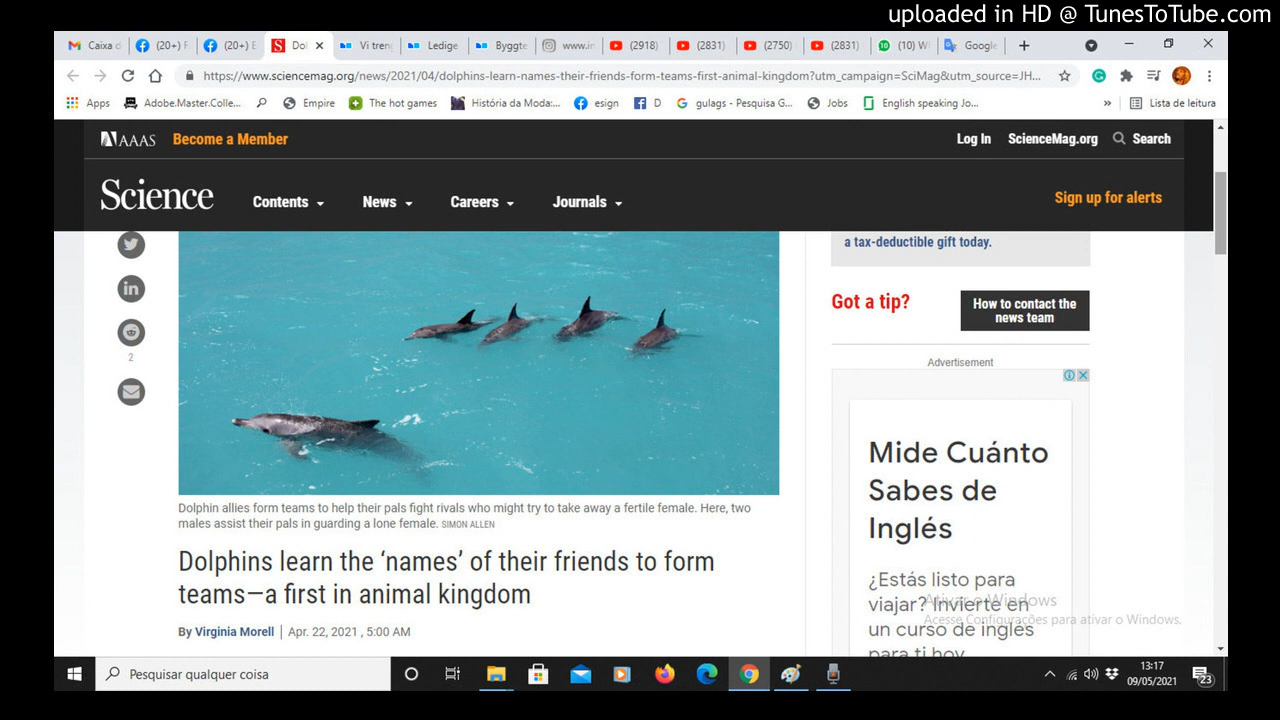 uploaded in HD @ TunesToTube.com
Caixa d
(20+) F
(20+) E
Dol
Vi tren
Ledige
Byggte
www.in
(2918)
(2831)
(2750)
(2831)
(10) W
Google
https://www.sciencemag.org/news/2021/04/dolphins-learn-names-their-friends-form-teams-first-animal-kingdom?utm_campaign=SciMag&utm_source=JH...
Apps
Adobe.Master.Colle...
Empire
The hot games
História da Moda:...
esign
D
gulags - Pesquisa G...
Jobs
English speaking Jo...
»
Lista de leitura
AAAS
Become a Member
Log In
ScienceMag.org
Search
Science
Contents
News
Careers
Journals
Sign up for alerts
a tax-deductible gift today.
Got a tip?
How to contact the
news team
2
Advertisement
Mide Cuánto
Sabes de
Inglés
¿Estás listo para
viajar? Invierte en
un curso de inglés
para ti hoy
Ativar o Windows
Acesse Configurações para ativar o Windows.
Dolphin allies form teams to help their pals fight rivals who might try to take away a fertile female. Here, two
males assist their pals in guarding a lone female. SIMON ALLEN
Dolphins learn the ‘names’ of their friends to form
teams—a first in animal kingdom
By Virginia Morell | Apr. 22, 2021 , 5:00 AM
Pesquisar qualquer coisa
13:17
09/05/2021
23